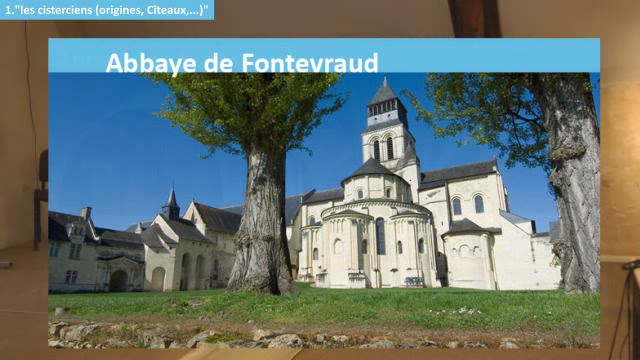 1."les cisterciens (origines, Cîteaux,...)"
Abbaye de Fontevraud